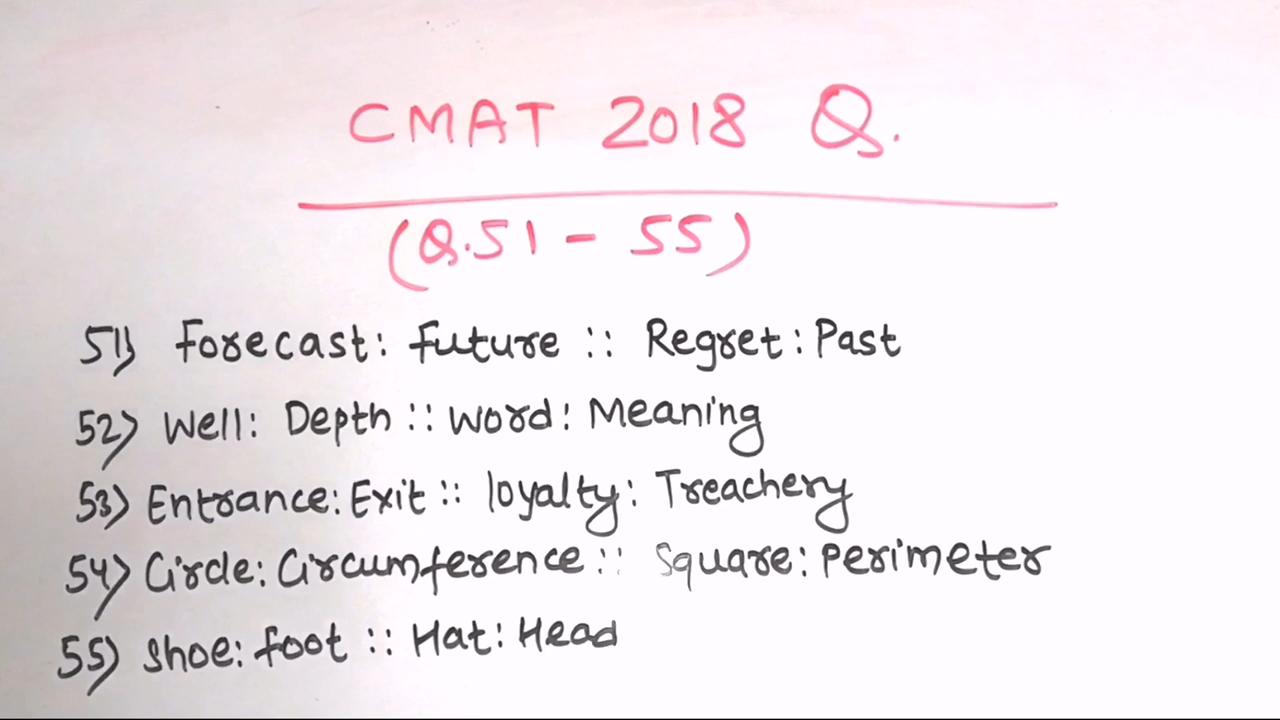 CMAT 2018 Q.
(Q.51 - 55)
51) Forecast: Future :: Regret: Past
52) Well: Depth :: Word: Meaning
53) Entrance: Exit :: loyalty: Treachery
54) Circle: Circumference :: Square: Perimeter
55) Shoe: foot :: Hat: Head